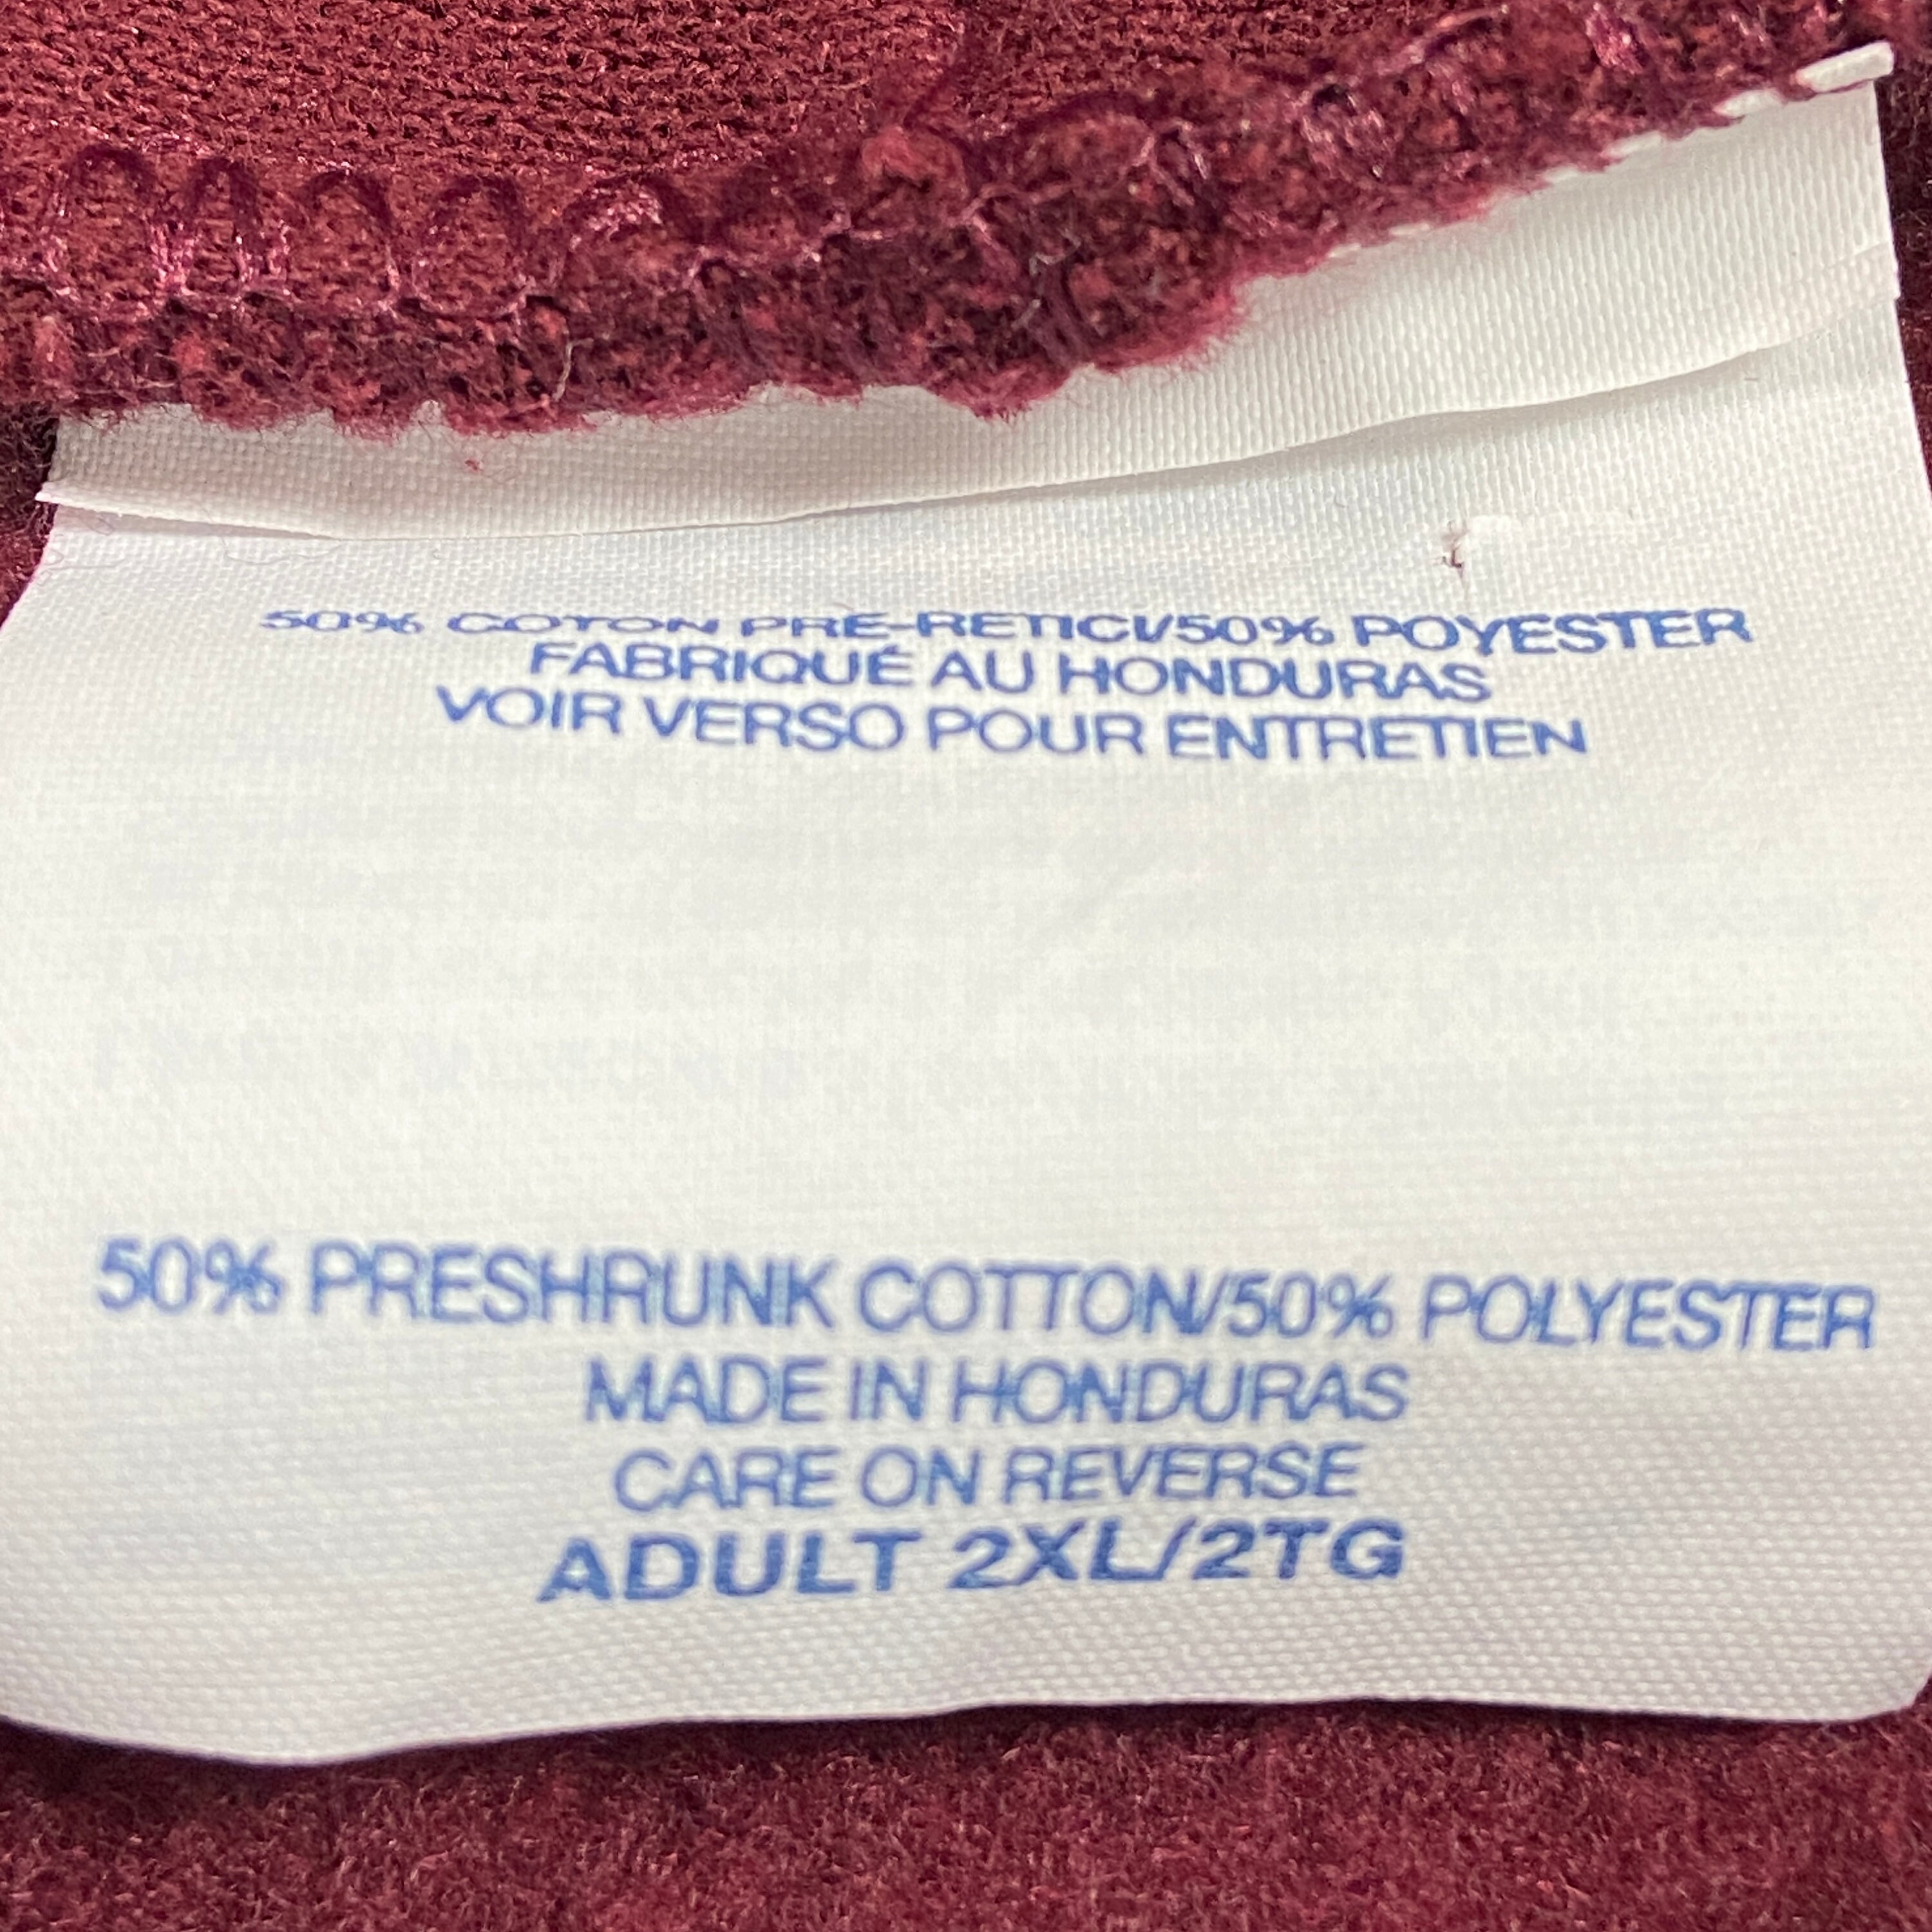 50% COTON PRE-RETICI/50% POYESTER
FABRIQUÉ AU HONDURAS
VOIR VERSO POUR ENTRETIEN
50% PRESHRUNK COTTON/50% POLYESTER
MADE IN HONDURAS
CARE ON REVERSE
ADULT 2XL/2TG